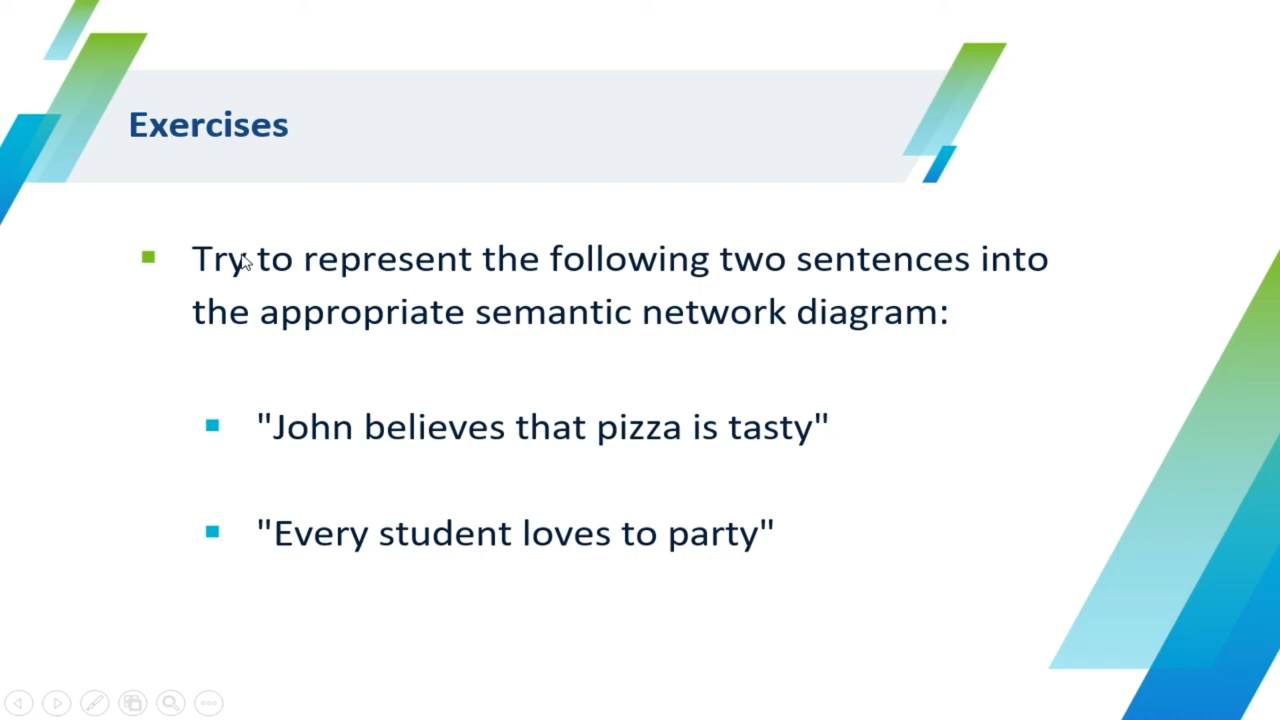 Exercises
Try to represent the following two sentences into
the appropriate semantic network diagram:
"John believes that pizza is tasty"
"Every student loves to party"